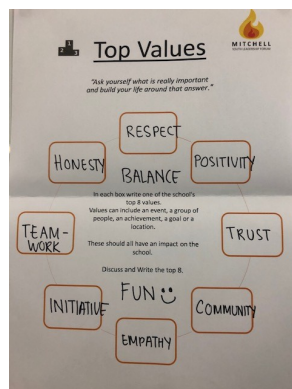 Top Values
MITCHELL
YOUTH LEADERSHIP FORUM
"Ask yourself what is really important
and build your life around that answer."
RESPECT
HONESTY
POSITIVITY
BALANCE
In each box write one of the school's
top 8 values.
Values can include an event, a group of
people, an achievement, a goal or a
location.
TEAM-
WORK
TRUST
These should all have an impact on the
school.
Discuss and Write the top 8.
FUN
INITIATIVE
COMMUNITY
EMPATHY